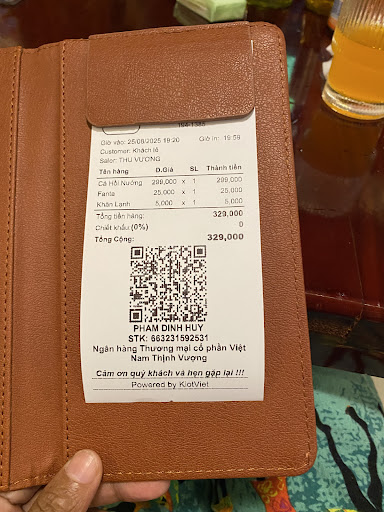 194-1386
Giờ vào: 25/08/2025 19:20 Giờ in: 19:59
Customer: Khách lẻ
Saler: THU VƯƠNG
Tên hàng Đ.Giá SL Thành tiền
Cá Hồi Nướng 299,000 x 1 299,000
Fanta 25,000 x 1 25,000
Khăn Lạnh 5,000 x 1 5,000
Tổng tiền hàng: 329,000
Chiết khấu (0%) 0
Tổng Cộng: 329,000
PHAM DINH HUY
STK: 663231592531
Ngân hàng Thương mại cổ phần Việt
Nam Thịnh Vượng
Cảm ơn quý khách và hẹn gặp lại !!!
Powered by KiotViet